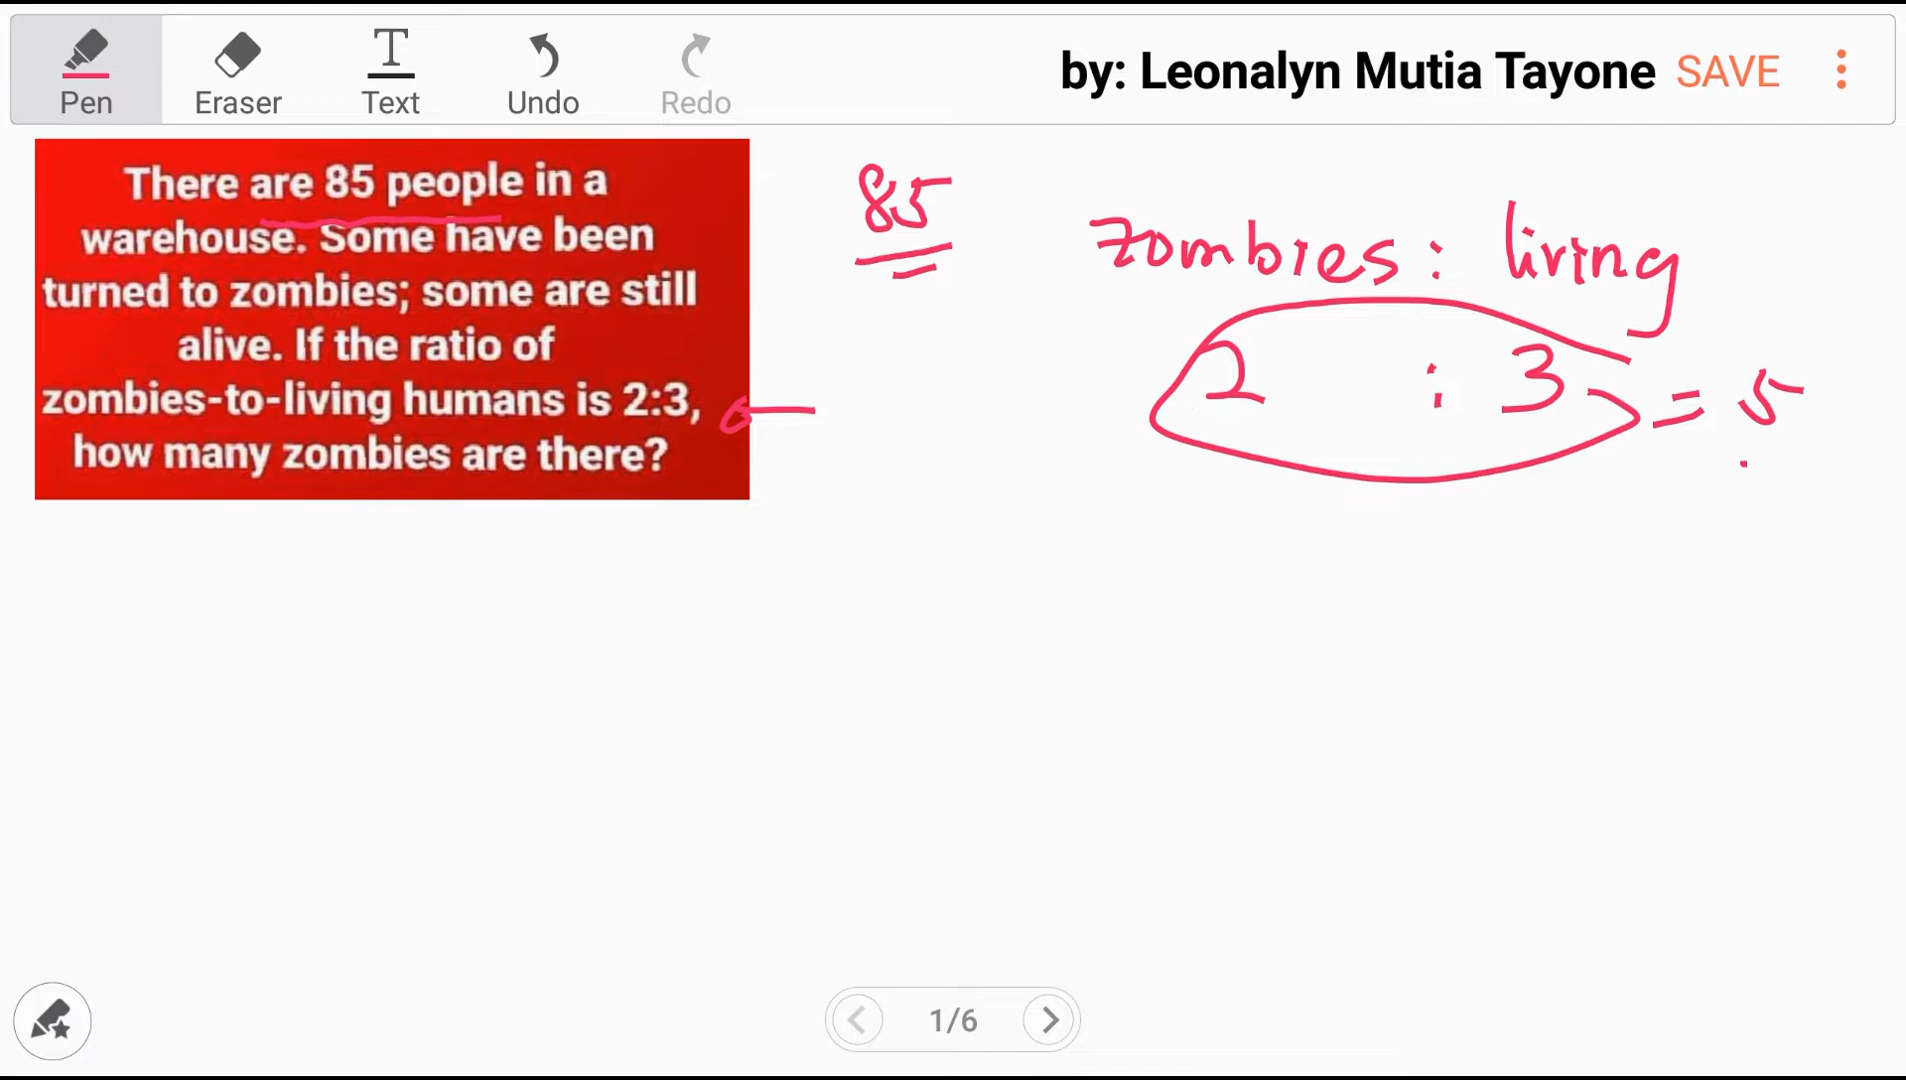 Pen
Eraser
Text
Undo
Redo
by: Leonalyn Mutia Tayone
SAVE
There are 85 people in a
warehouse. Some have been
turned to zombies; some are still
alive. If the ratio of
zombies-to-living humans is 2:3,
how many zombies are there?
85
zombies : living
2 : 3 = 5
1/6